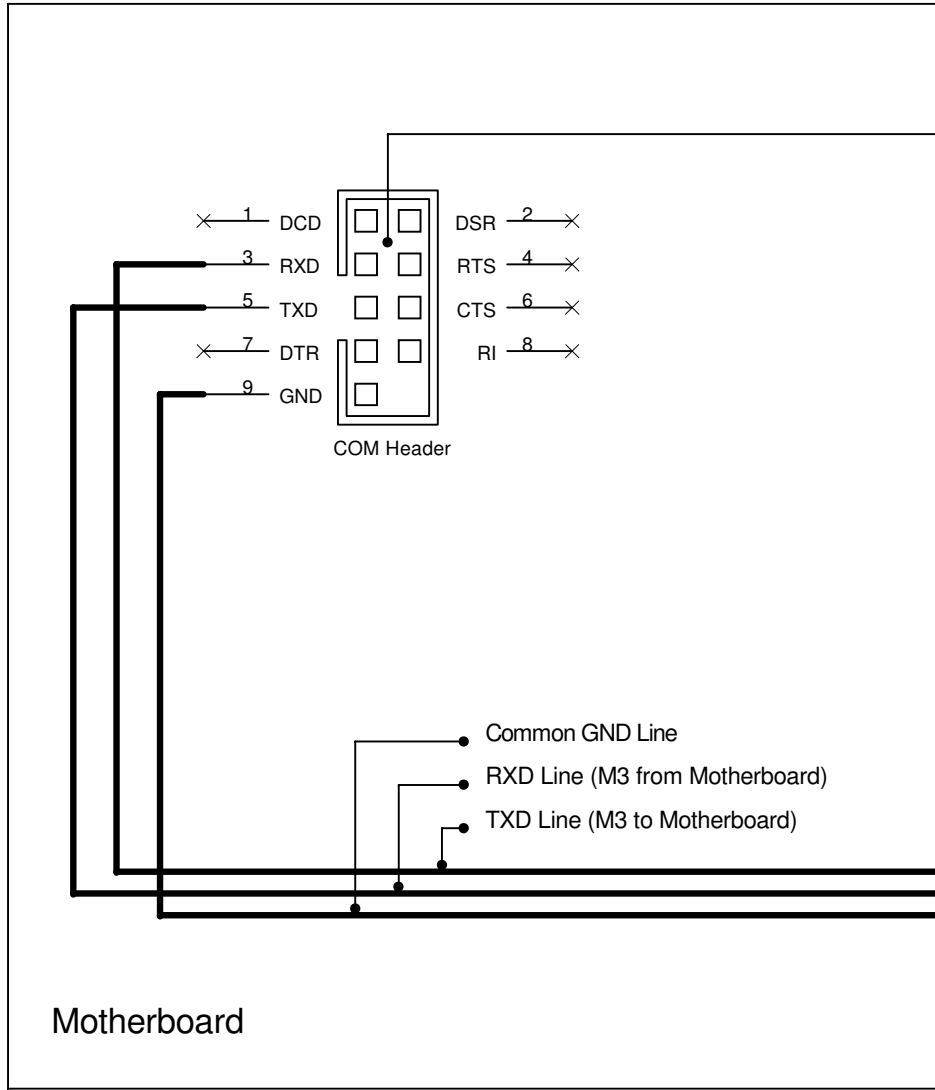 1 DCD DSR 2
3 RXD RTS 4
5 TXD CTS 6
7 DTR RI 8
9 GND
COM Header
Common GND Line
RXD Line (M3 from Motherboard)
TXD Line (M3 to Motherboard)
Motherboard